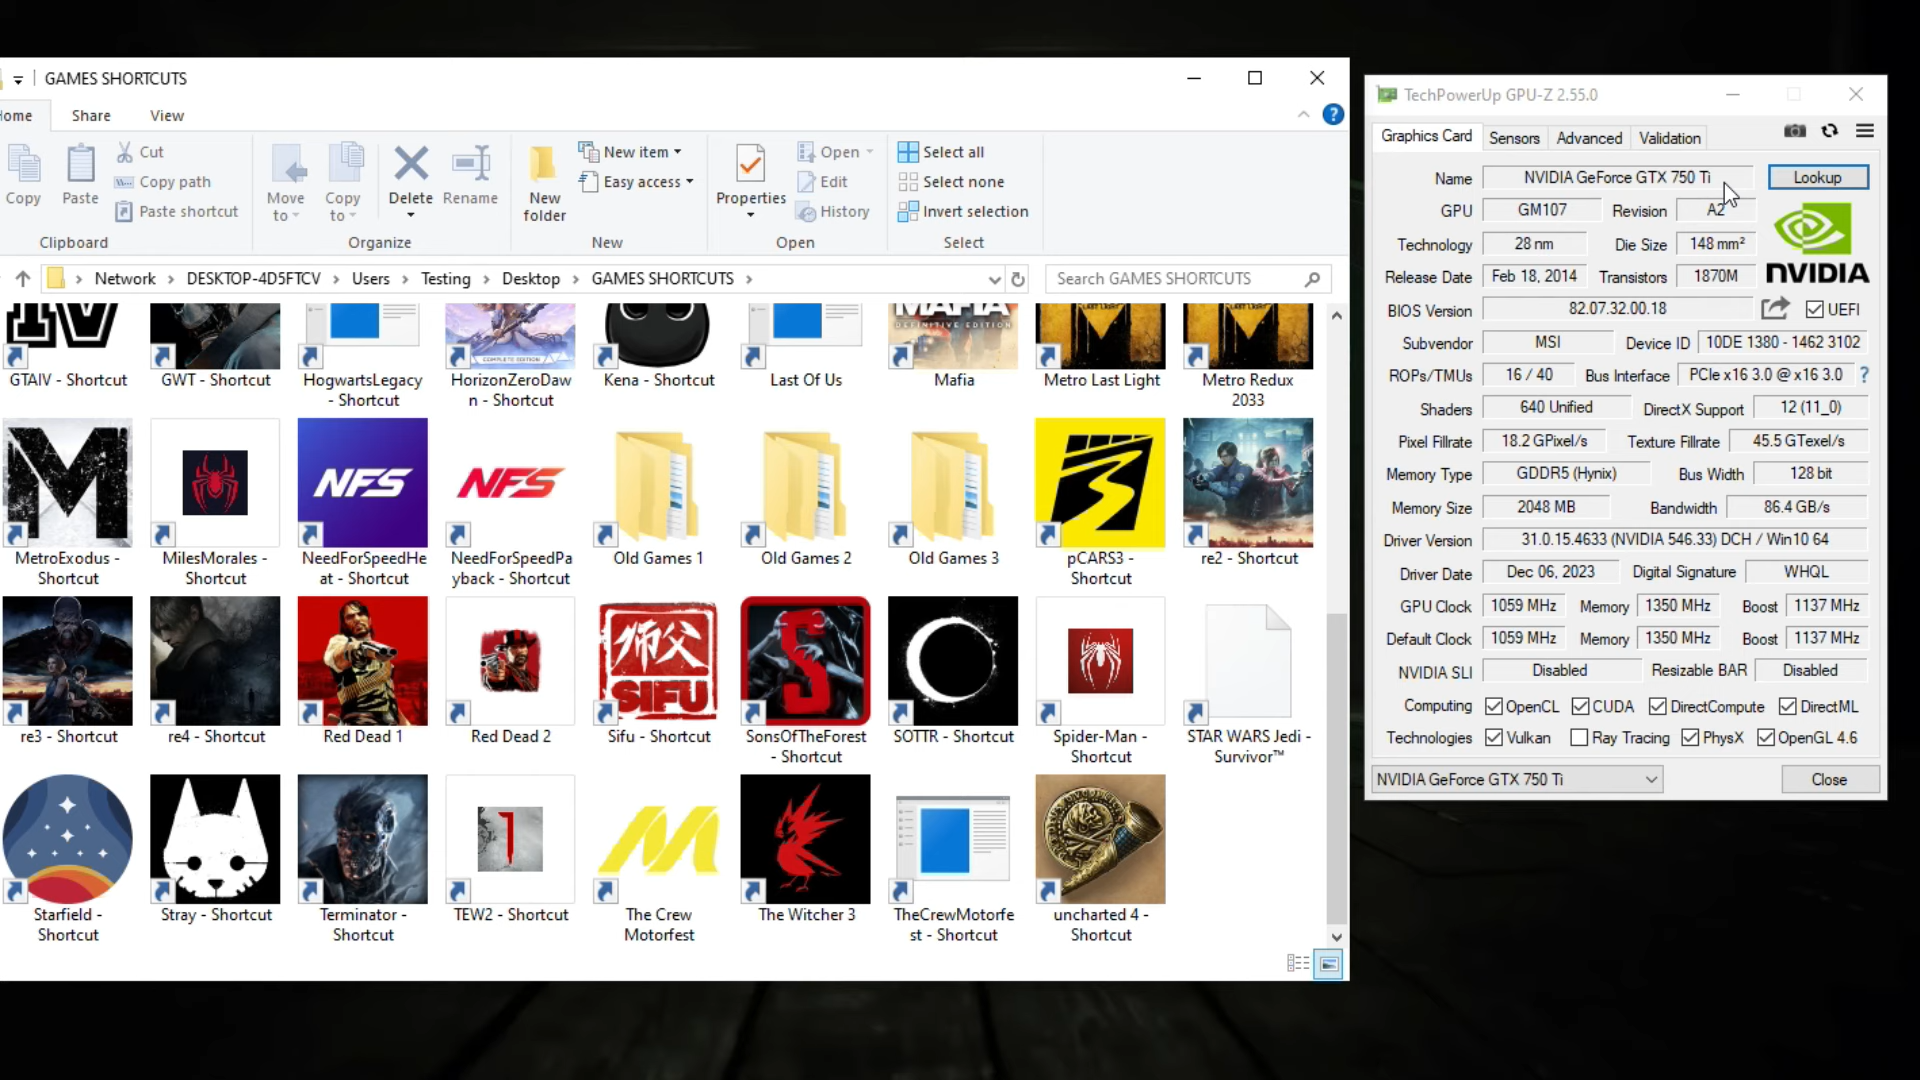 GAMES SHORTCUTS
Home
Share
View
Copy
Paste
Cut
Copy path
Paste shortcut
Clipboard
Move to
Copy to
Delete
Rename
Organize
New folder
New item
Easy access
New
Properties
Open
Edit
History
Open
Select all
Select none
Invert selection
Select
Network > DESKTOP-4D5FTCV > Users > Testing > Desktop > GAMES SHORTCUTS >
Search GAMES SHORTCUTS
IV
COMPLETE EDITION
MAFIA
DEFINITIVE EDITION
LAST LIGHT
LAST LIGHT
GTAIV - Shortcut
GWT - Shortcut
HogwartsLegacy - Shortcut
HorizonZeroDawn - Shortcut
Kena - Shortcut
Last Of Us
Mafia
Metro Last Light
Metro Redux 2033
M
NFS
NFS
MetroExodus - Shortcut
MilesMorales - Shortcut
NeedForSpeedHeat - Shortcut
NeedForSpeedPayback - Shortcut
Old Games 1
Old Games 2
Old Games 3
pCARS3 - Shortcut
re2 - Shortcut
师父
SIFU
S
re3 - Shortcut
re4 - Shortcut
Red Dead 1
Red Dead 2
Sifu - Shortcut
SonsOfTheForest - Shortcut
SOTTR - Shortcut
Spider-Man - Shortcut
STAR WARS Jedi - Survivor™
Starfield - Shortcut
Stray - Shortcut
Terminator - Shortcut
TEW2 - Shortcut
The Crew Motorfest
The Witcher 3
TheCrewMotorfest - Shortcut
uncharted 4 - Shortcut
TechPowerUp GPU-Z 2.55.0
Graphics Card
Sensors
Advanced
Validation
Name NVIDIA GeForce GTX 750 Ti Lookup
GPU GM107 Revision A2
Technology 28 nm Die Size 148 mm²
Release Date Feb 18, 2014 Transistors 1870M
NVIDIA
BIOS Version 82.07.32.00.18 UEFI
Subvendor MSI Device ID 10DE 1380 - 1462 3102
ROPs/TMUs 16 / 40 Bus Interface PCIe x16 3.0 @ x16 3.0 ?
Shaders 640 Unified DirectX Support 12 (11_0)
Pixel Fillrate 18.2 GPixel/s Texture Fillrate 45.5 GTexel/s
Memory Type GDDR5 (Hynix) Bus Width 128 bit
Memory Size 2048 MB Bandwidth 86.4 GB/s
Driver Version 31.0.15.4633 (NVIDIA 546.33) DCH / Win10 64
Driver Date Dec 06, 2023 Digital Signature WHQL
GPU Clock 1059 MHz Memory 1350 MHz Boost 1137 MHz
Default Clock 1059 MHz Memory 1350 MHz Boost 1137 MHz
NVIDIA SLI Disabled Resizable BAR Disabled
Computing OpenCL CUDA DirectCompute DirectML
Technologies Vulkan Ray Tracing PhysX OpenGL 4.6
NVIDIA GeForce GTX 750 Ti
Close